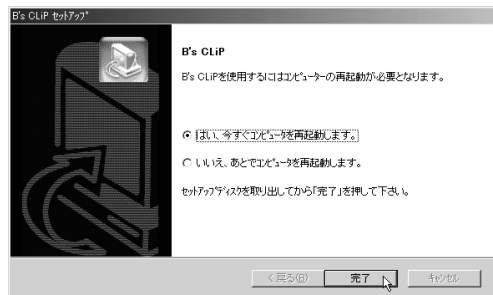 B's CLiP ｾｯﾄｱｯﾌﾟ
B's CLiP
B's CLiPを使用するにはｺﾝﾋﾟｭｰﾀｰの再起動が必要となります。
はい、今すぐｺﾝﾋﾟｭｰﾀを再起動します。
いいえ、あとでｺﾝﾋﾟｭｰﾀを再起動します。
ｾｯﾄｱｯﾌﾟﾃﾞｨｽｸを取り出してから｢完了｣を押して下さい。
< 戻る(B)
完了
ｷｬﾝｾﾙ